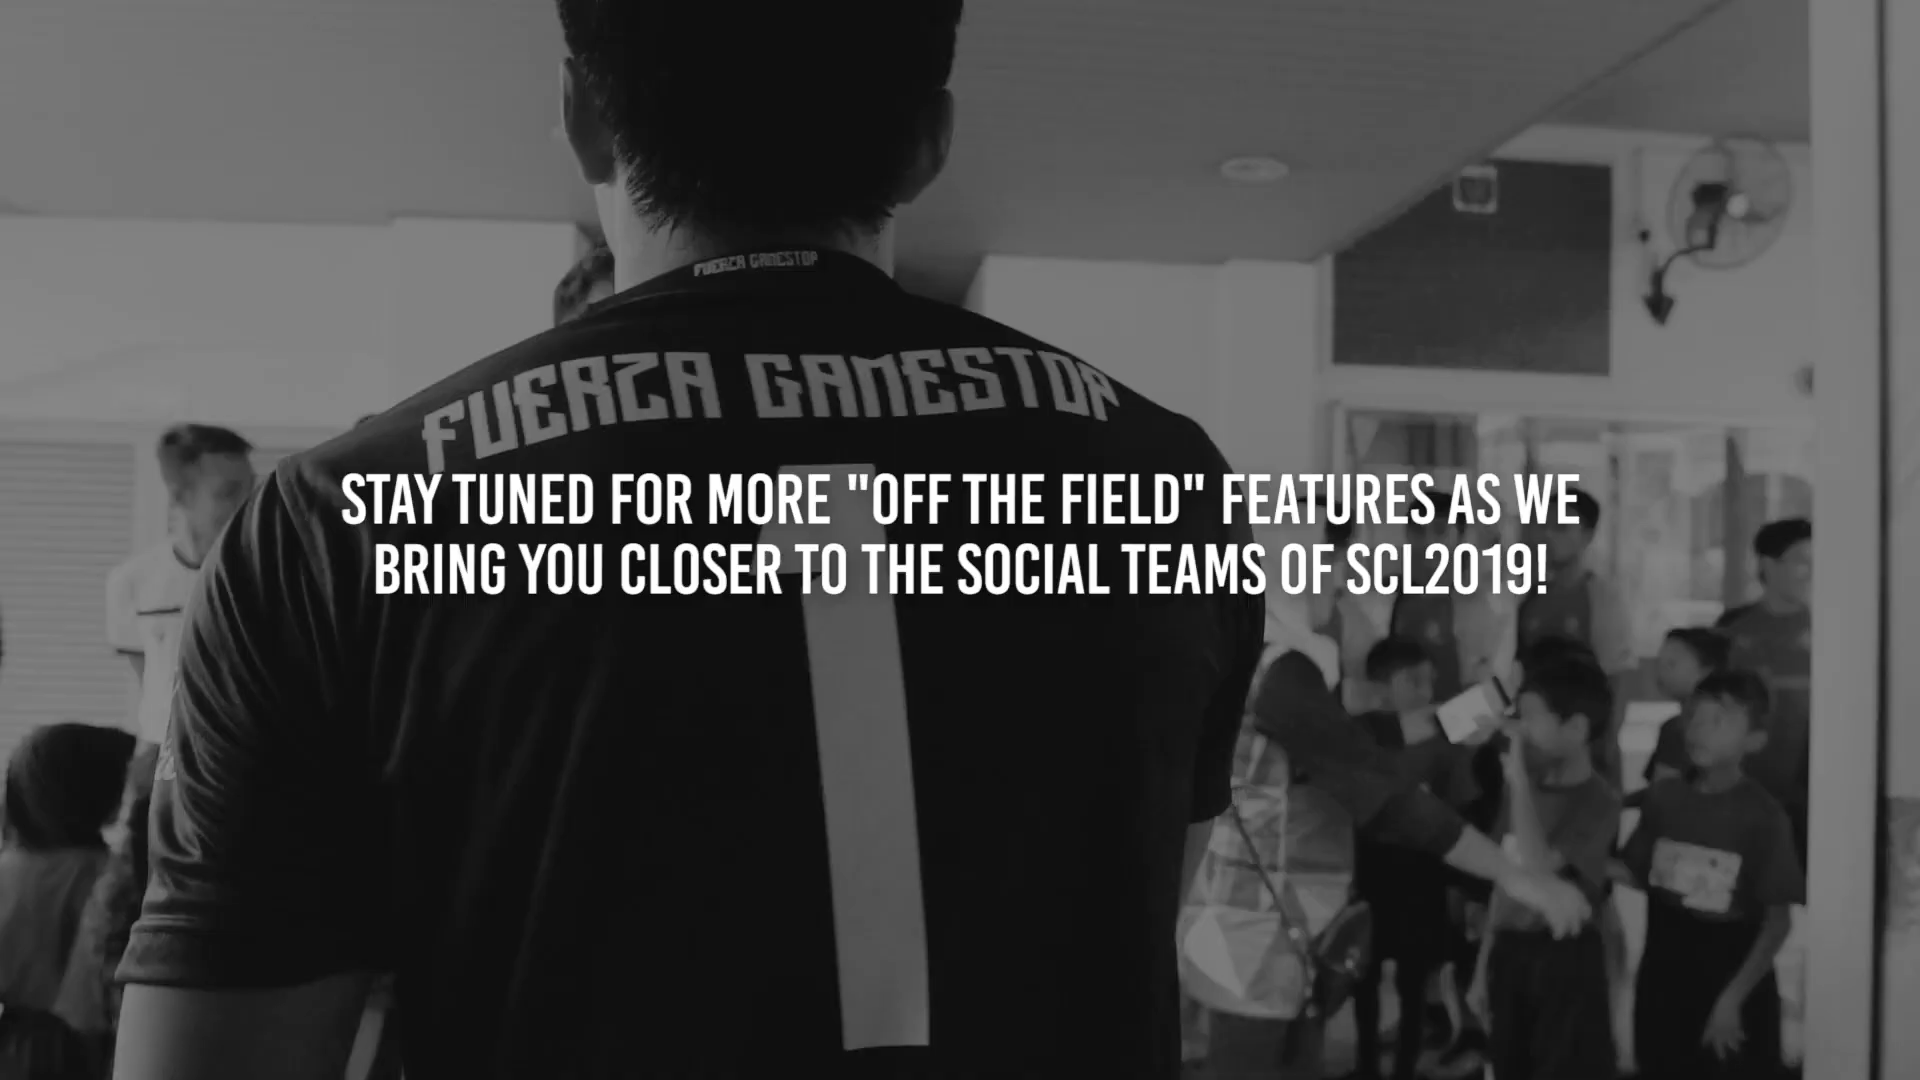 FUERZA GAMESTOP
FUERZA GAMESTOP
1
STAY TUNED FOR MORE "OFF THE FIELD" FEATURES AS WE
BRING YOU CLOSER TO THE SOCIAL TEAMS OF SCL2019!